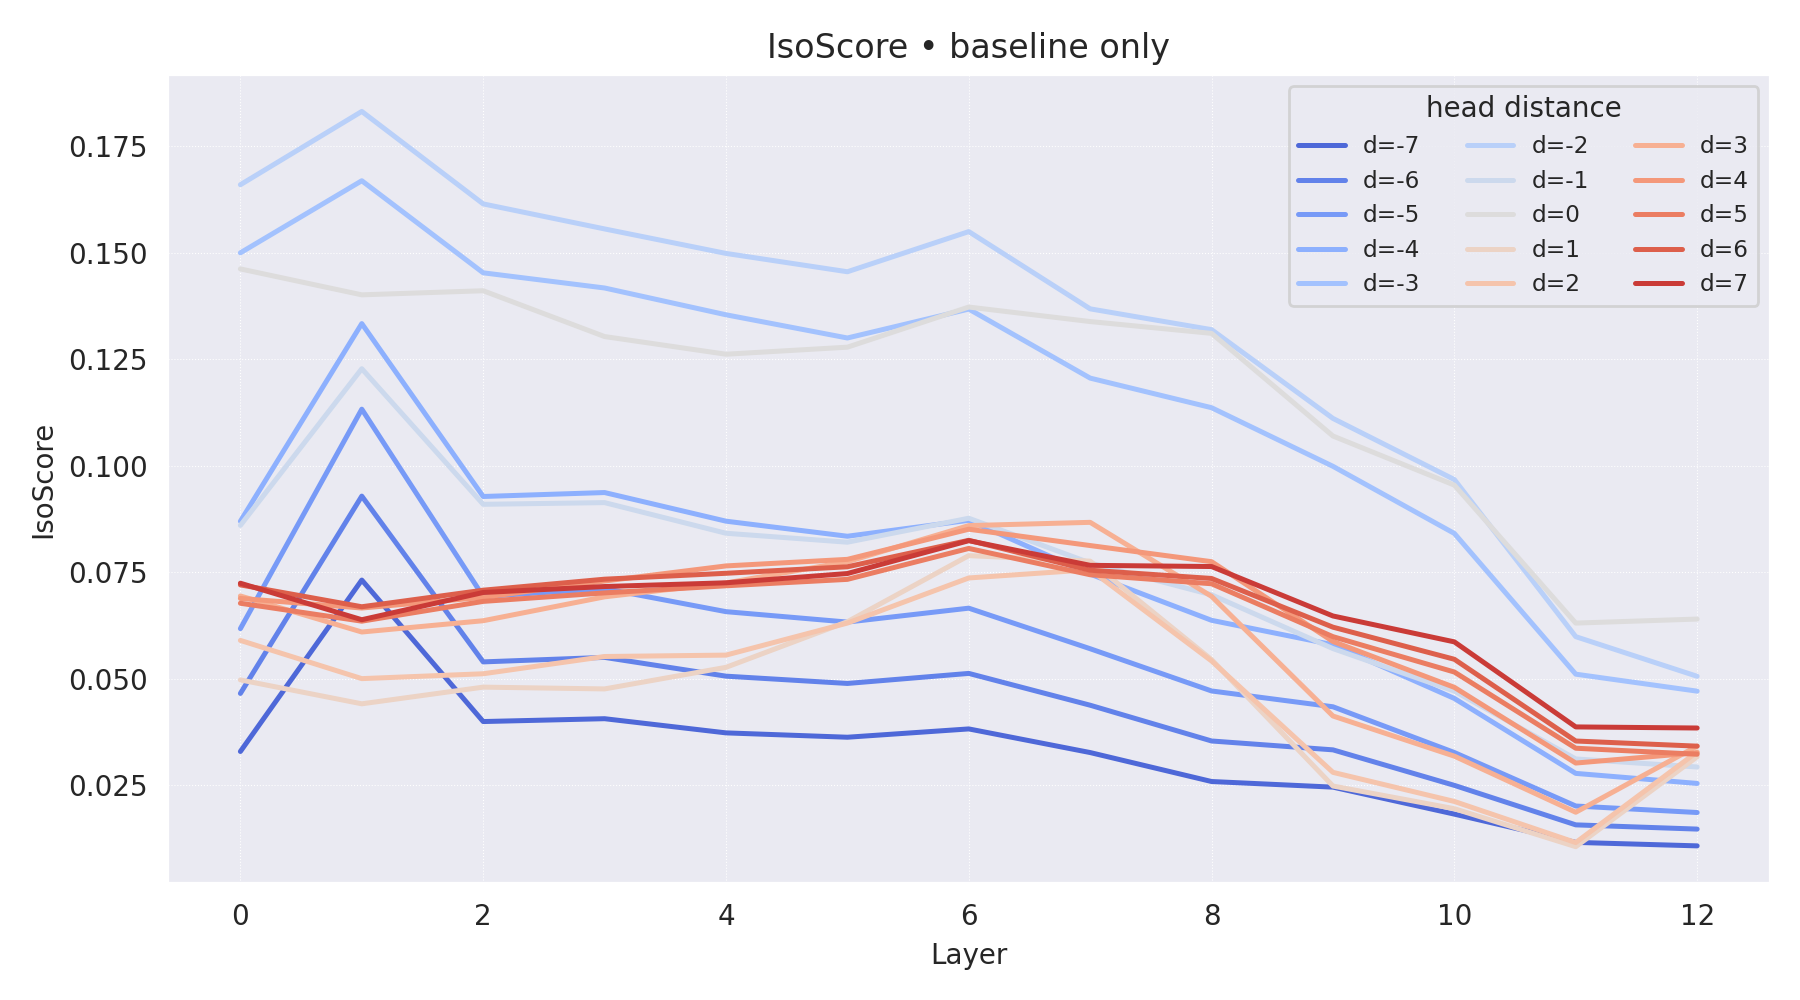 IsoScore • baseline only
head distance
d=-7 d=-2 d=3
d=-6 d=-1 d=4
d=-5 d=0 d=5
d=-4 d=1 d=6
d=-3 d=2 d=7
0.175
0.150
0.125
0.100
0.075
0.050
0.025
IsoScore
0 2 4 6 8 10 12
Layer